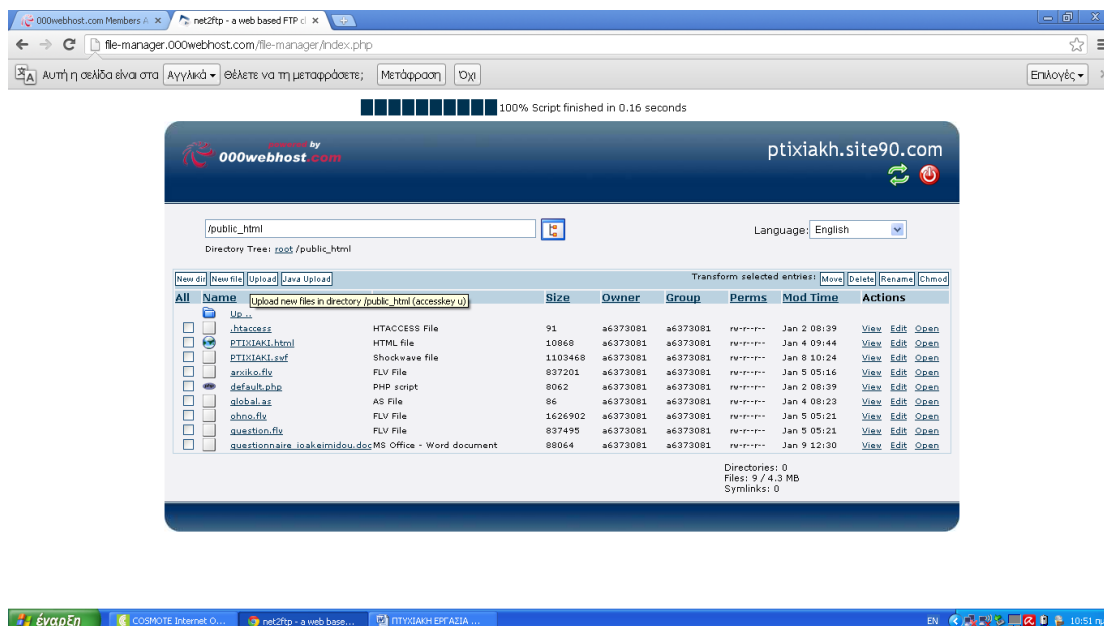 000webhost.com Members A
net2ftp - a web based FTP cl
file-manager.000webhost.com/file-manager/index.php
Αυτή η σελίδα είναι στα Αγγλικά Θέλετε να τη μεταφράσετε; Μετάφραση Όχι Επιλογές
100% Script finished in 0.16 seconds
powered by
000webhost.com
ptixiakh.site90.com
/public_html
Language: English
Directory Tree: root /public_html
New dir New file Upload Java Upload Transform selected entries: Move Delete Rename Chmod
All Name Size Owner Group Perms Mod Time Actions
Upload new files in directory /public_html (accesskey u)
Up ..
.htaccess HTACCESS File 91 a6373081 a6373081 rw-r--r-- Jan 2 08:39 View Edit Open
PTIXIAKI.html HTML file 10868 a6373081 a6373081 rw-r--r-- Jan 4 09:44 View Edit Open
PTIXIAKI.swf Shockwave file 1103468 a6373081 a6373081 rw-r--r-- Jan 8 10:24 View Edit Open
arxiko.flv FLV File 837201 a6373081 a6373081 rw-r--r-- Jan 5 05:16 View Edit Open
default.php PHP script 8062 a6373081 a6373081 rw-r--r-- Jan 2 08:39 View Edit Open
global.as AS File 86 a6373081 a6373081 rw-r--r-- Jan 4 08:23 View Edit Open
ohno.flv FLV File 1626902 a6373081 a6373081 rw-r--r-- Jan 5 05:21 View Edit Open
question.flv FLV File 837495 a6373081 a6373081 rw-r--r-- Jan 5 05:21 View Edit Open
questionnaire_ioakeimidou.doc MS Office - Word document 88064 a6373081 a6373081 rw-r--r-- Jan 9 12:30 View Edit Open
Directories: 0
Files: 9 / 4.3 MB
Symlinks: 0
έναρξη COSMOTE Internet O... net2ftp - a web base... ΠΤΥΧΙΑΚΗ ΕΡΓΑΣΙΑ ... EN 10:51 πμ